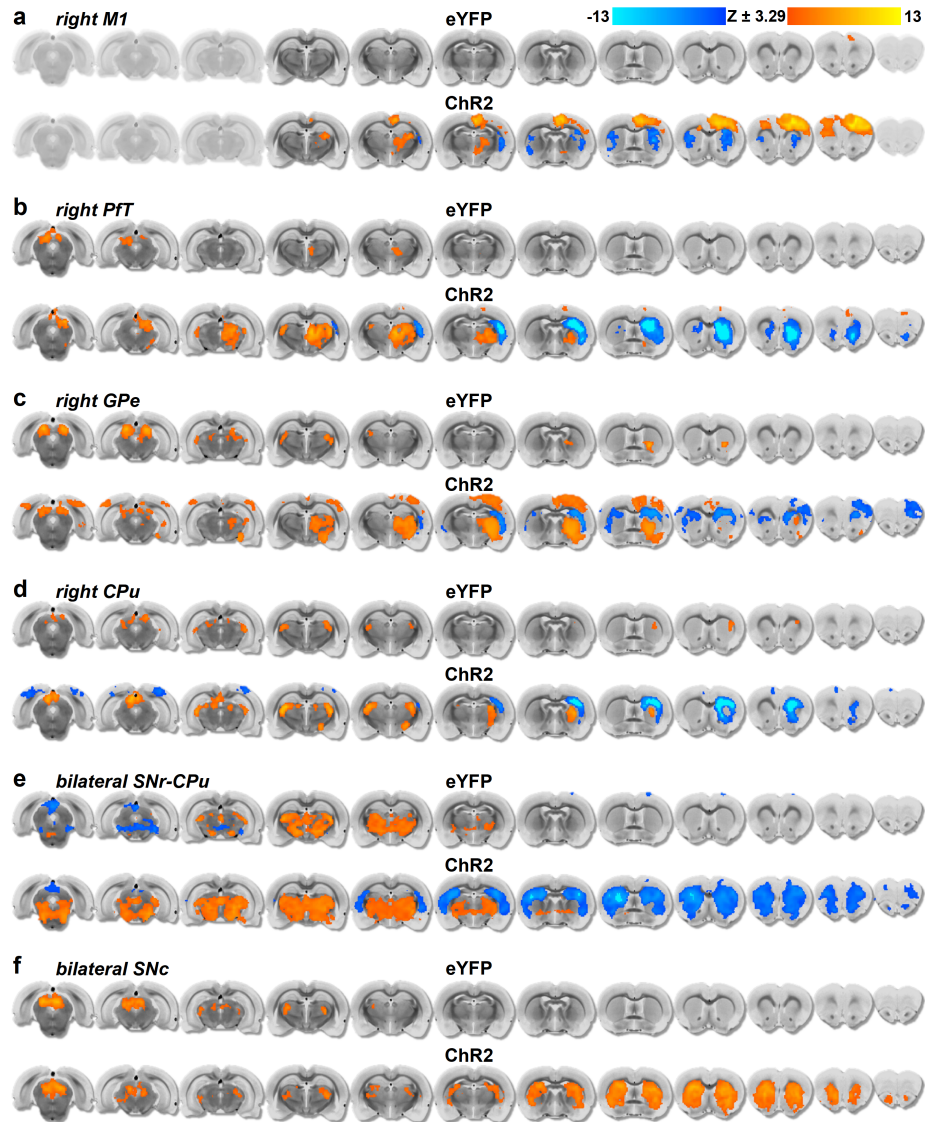 a right M1 eYFP -13 Z ± 3.29 13
ChR2
b right PfT eYFP
ChR2
c right GPe eYFP
ChR2
d right CPu eYFP
ChR2
e bilateral SNr-CPu eYFP
ChR2
f bilateral SNc eYFP
ChR2